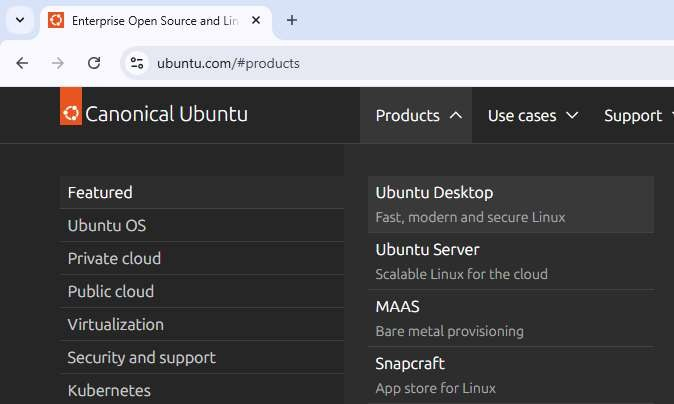 Enterprise Open Source and Lin
ubuntu.com/#products
Canonical Ubuntu
Products
Use cases
Support
Featured
Ubuntu OS
Private cloud
Public cloud
Virtualization
Security and support
Kubernetes
Ubuntu Desktop
Fast, modern and secure Linux
Ubuntu Server
Scalable Linux for the cloud
MAAS
Bare metal provisioning
Snapcraft
App store for Linux